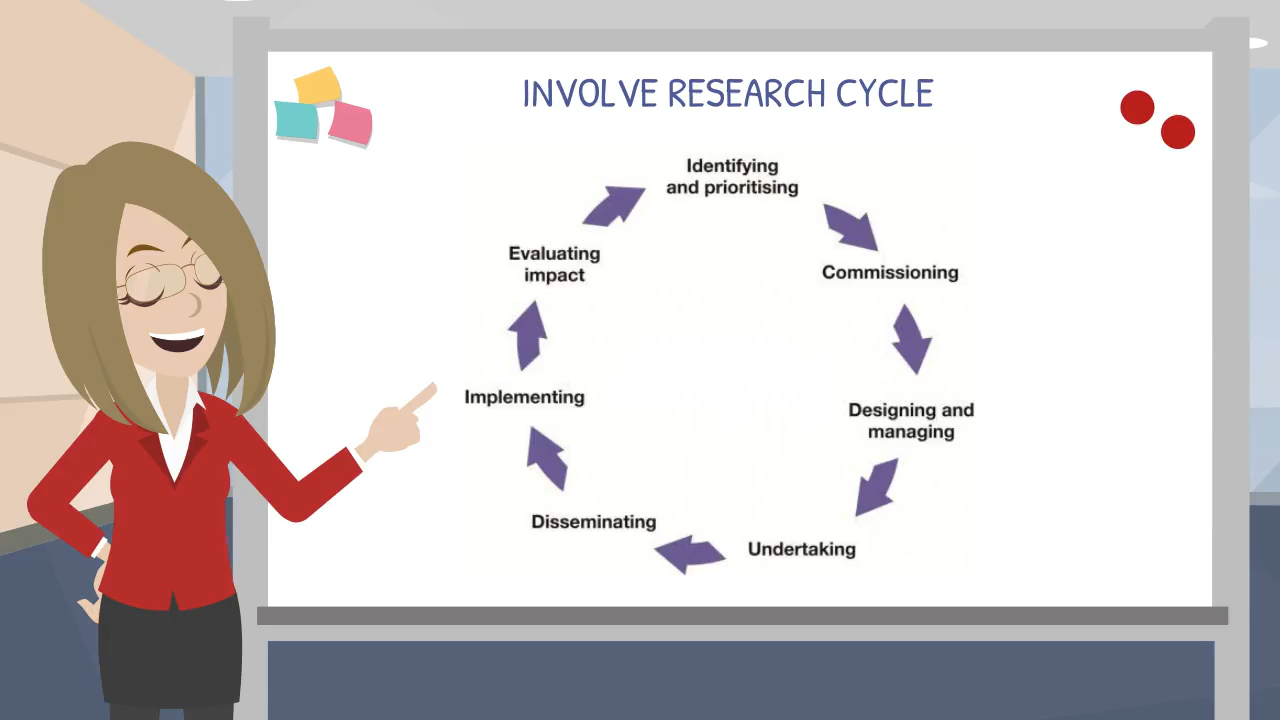 INVOLVE RESEARCH CYCLE
Identifying
and prioritising
Commissioning
Designing and
managing
Undertaking
Disseminating
Implementing
Evaluating
impact